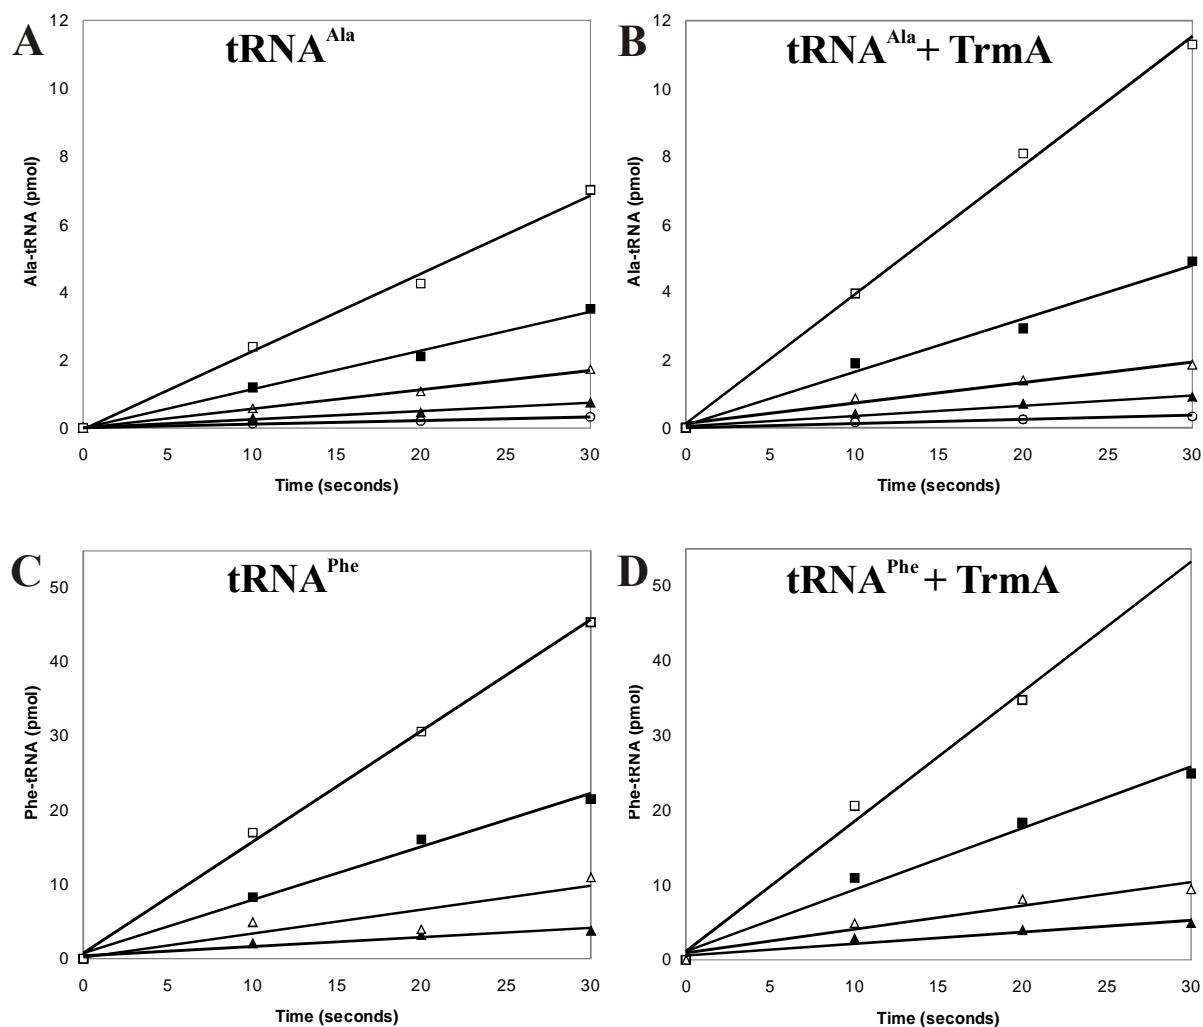 A
tRNA^Ala
12
10
8
6
4
2
0
Ala-tRNA (pmol)
0 5 10 15 20 25 30
Time (seconds)
B
tRNA^Ala + TrmA
12
10
8
6
4
2
0
Ala-tRNA (pmol)
0 5 10 15 20 25 30
Time (seconds)
C
tRNA^Phe
50
40
30
20
10
0
Phe-tRNA (pmol)
0 5 10 15 20 25 30
Time (seconds)
D
tRNA^Phe + TrmA
50
40
30
20
10
0
Phe-tRNA (pmol)
0 5 10 15 20 25 30
Time (seconds)